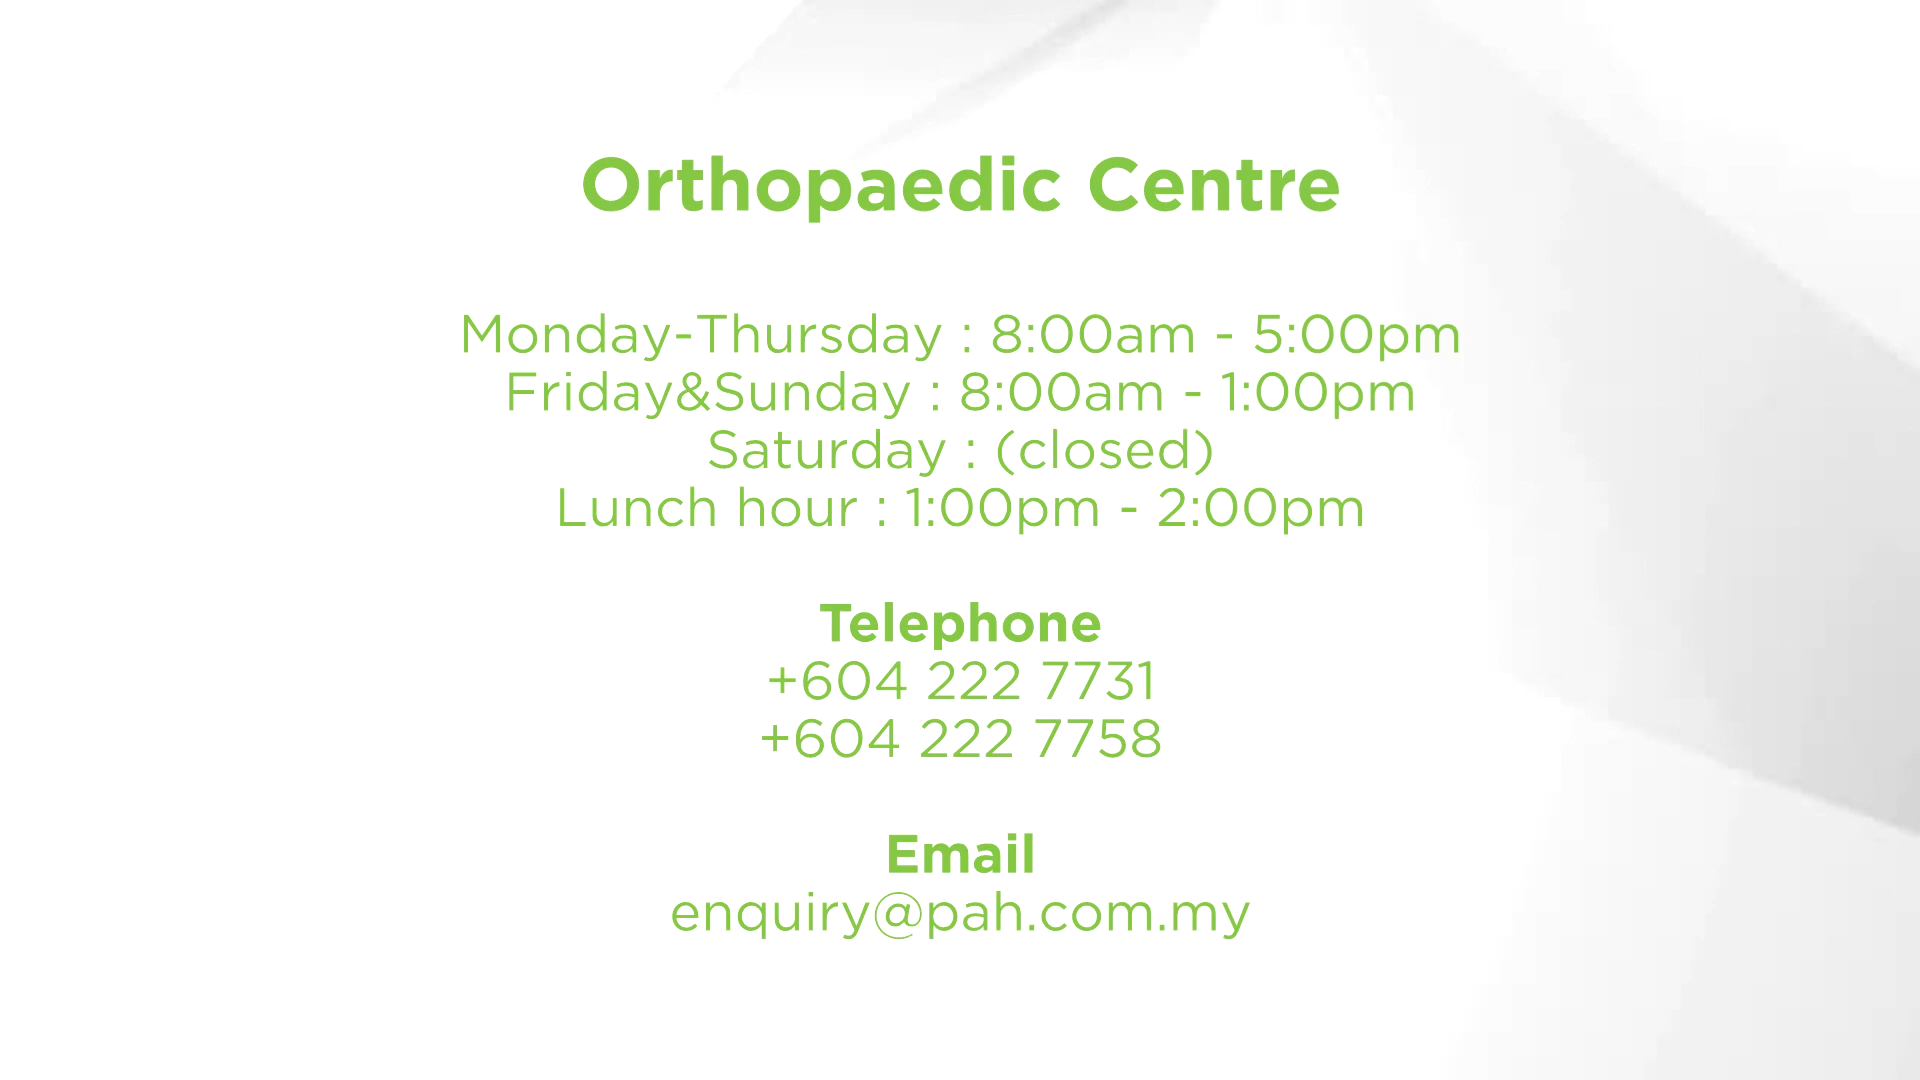 Orthopaedic Centre
Monday-Thursday : 8:00am - 5:00pm
Friday&Sunday : 8:00am - 1:00pm
Saturday : (closed)
Lunch hour : 1:00pm - 2:00pm
Telephone
+604 222 7731
+604 222 7758
Email
enquiry@pah.com.my